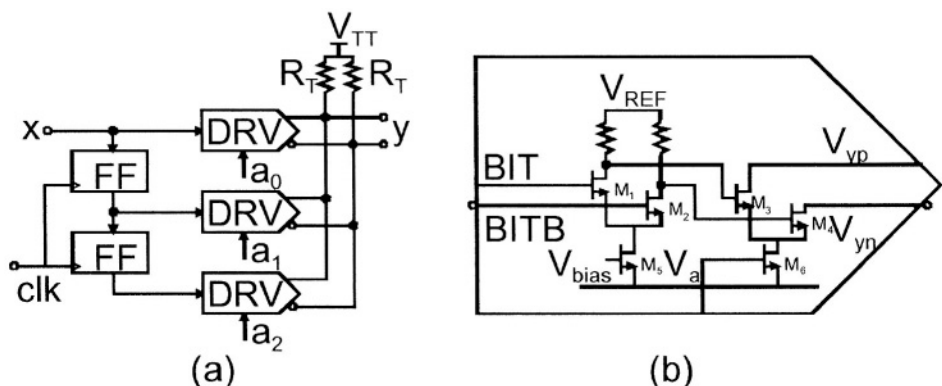 V_TT
R_T R_T
x DRV y
FF a_0
DRV
FF a_1
clk DRV
a_2
(a)
V_REF
BIT V_yp
M_1 M_2 M_3
BITB M_4 V_yn
V_bias M_5 V_a M_6
(b)